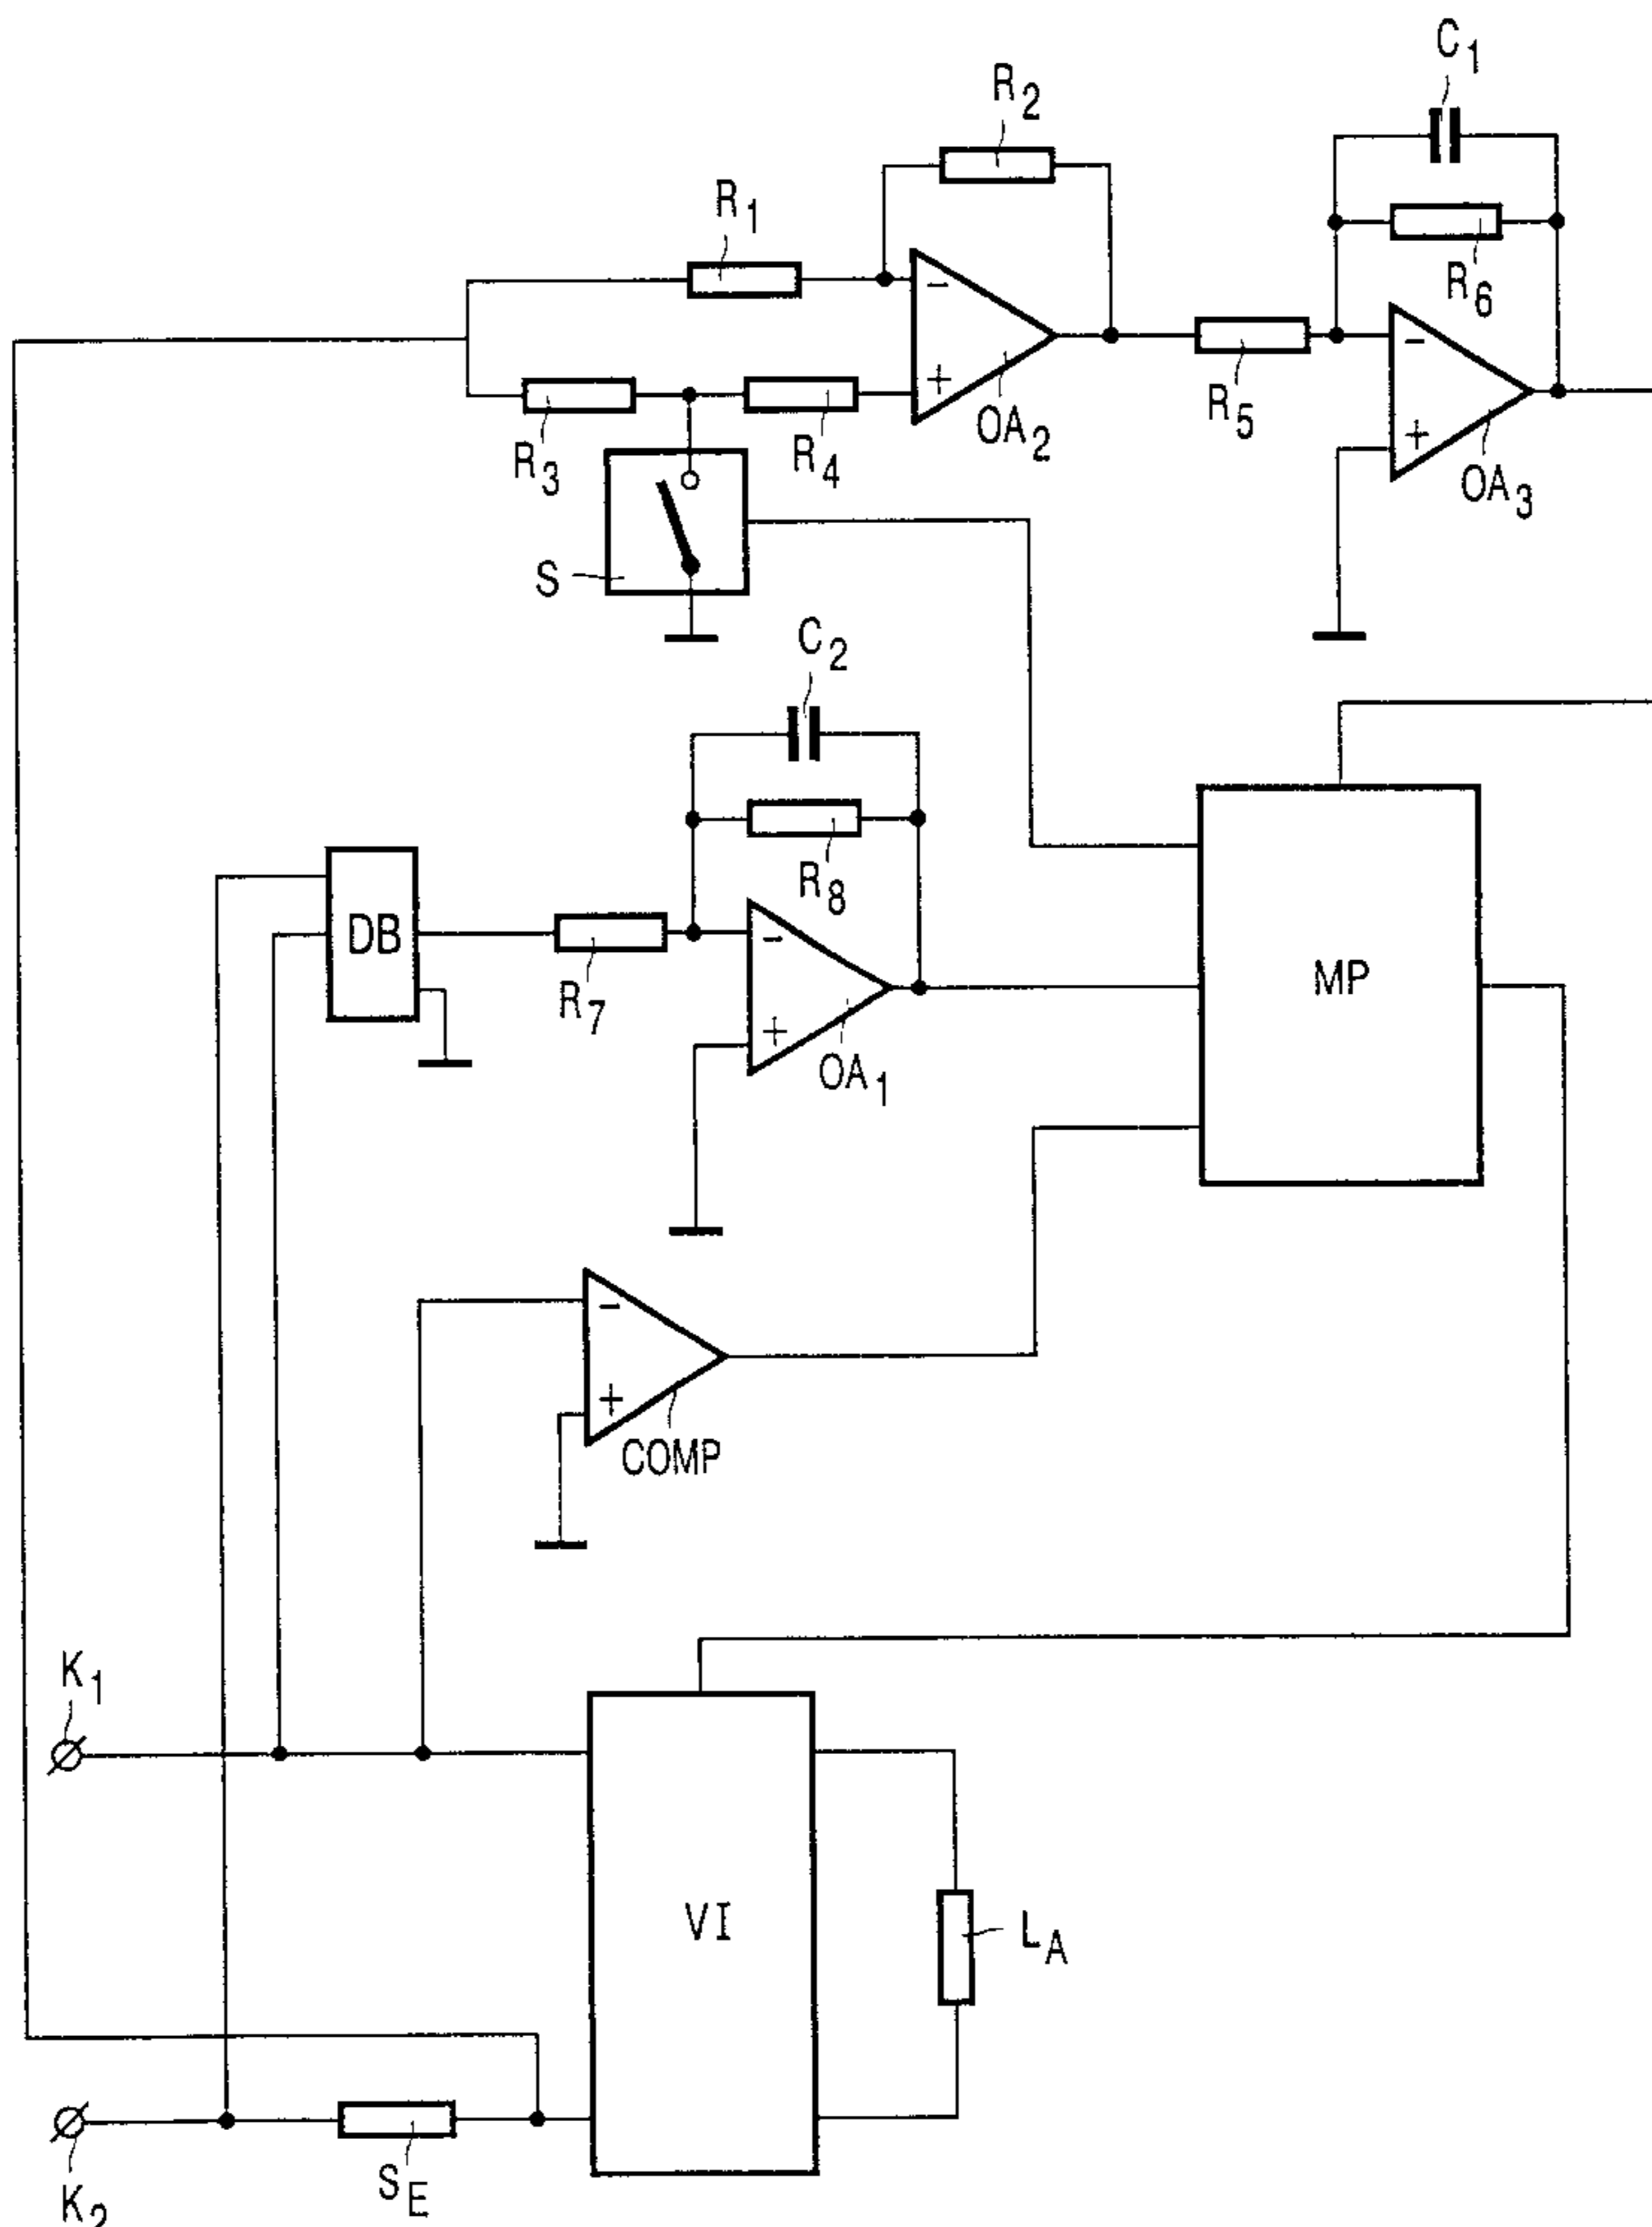 C1
R2
R1
R6
- +
OA2
R5
- +
OA3
R3
R4
S
C2
R8
DB
R7
- +
OA1
MP
- +
COMP
K1
VI
LA
SE
K2